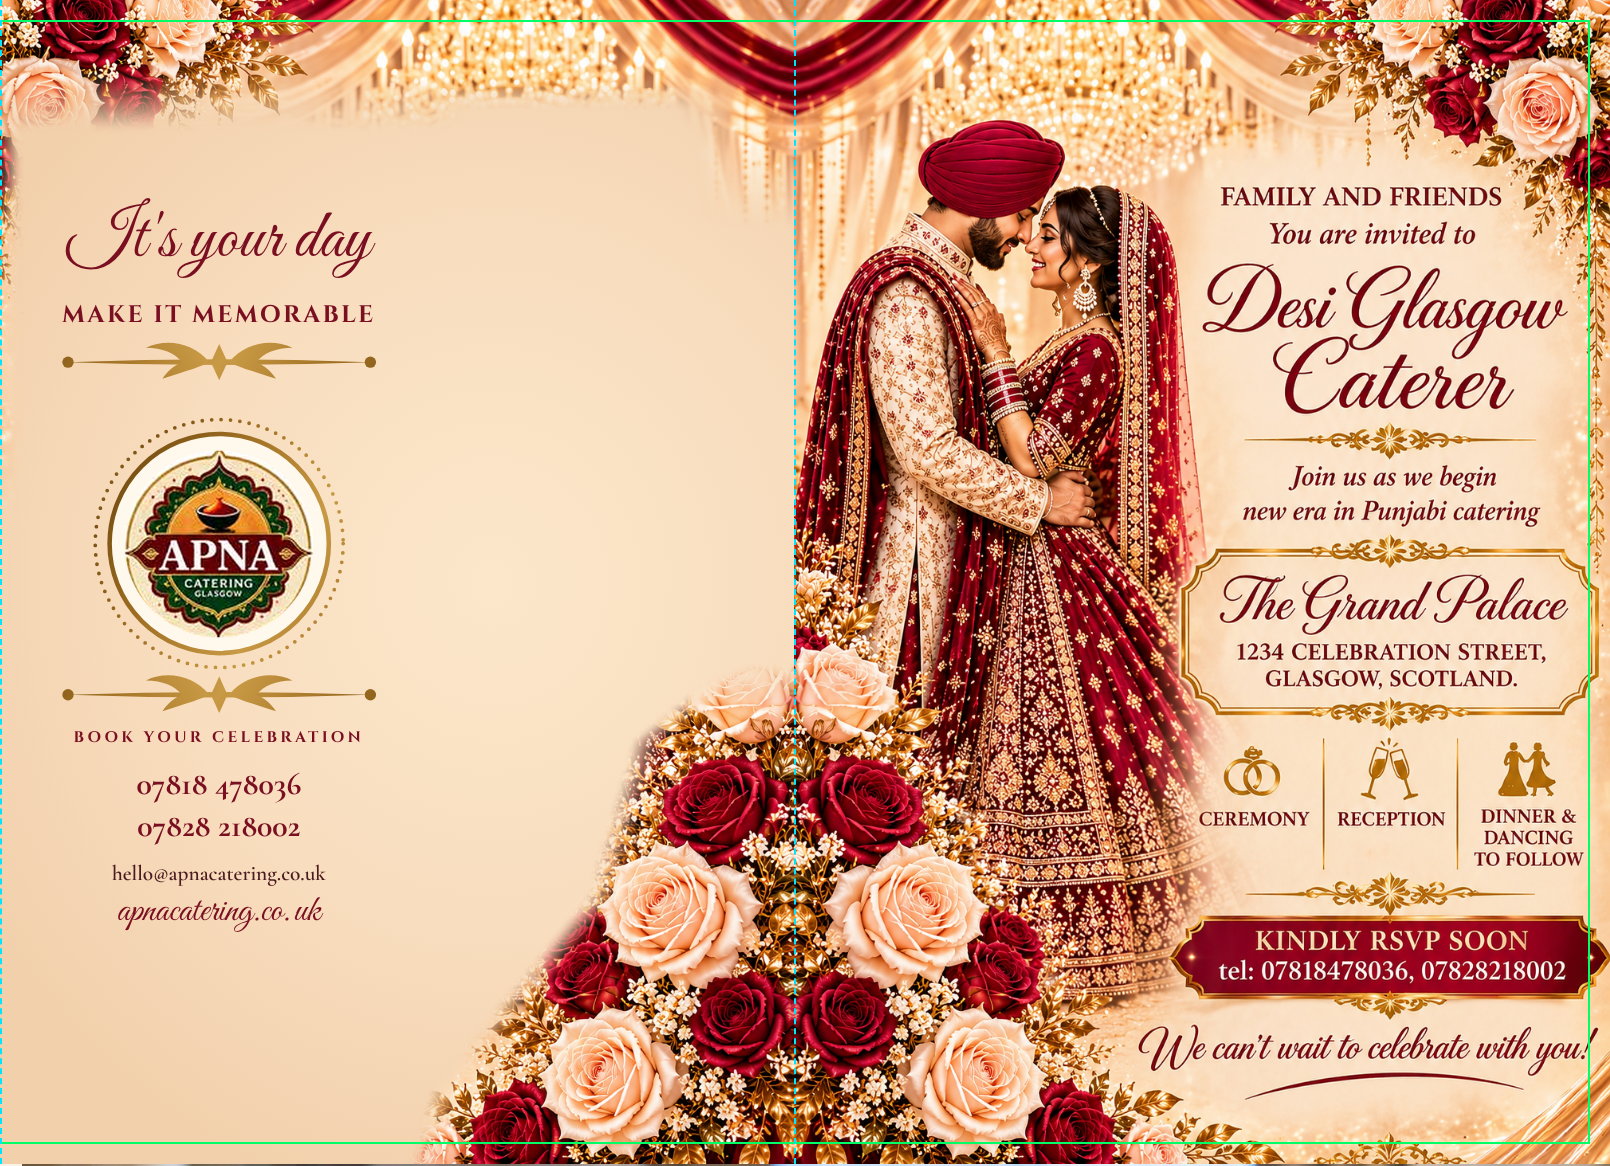 It's your day
MAKE IT MEMORABLE
APNA
CATERING
GLASGOW
BOOK YOUR CELEBRATION
07818 478036
07828 218002
hello@apnacatering.co.uk
apnacatering.co.uk
FAMILY AND FRIENDS
You are invited to
Desi Glasgow
Caterer
Join us as we begin
new era in Punjabi catering
The Grand Palace
1234 CELEBRATION STREET,
GLASGOW, SCOTLAND.
CEREMONY
RECEPTION
DINNER &
DANCING
TO FOLLOW
KINDLY RSVP SOON
tel: 07818478036, 07828218002
We can't wait to celebrate with you!